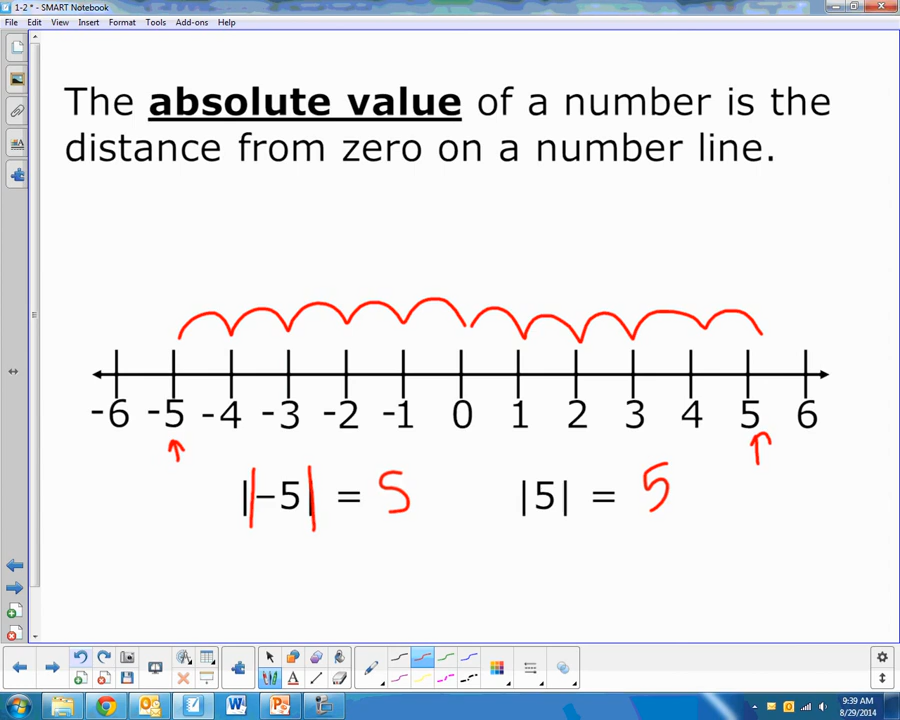 1-2 * - SMART Notebook
File Edit View Insert Format Tools Add-ons Help
The absolute value of a number is the
distance from zero on a number line.
-6 -5 -4 -3 -2 -1 0 1 2 3 4 5 6
|-5| = 5 |5| = 5
9:39 AM
8/29/2014